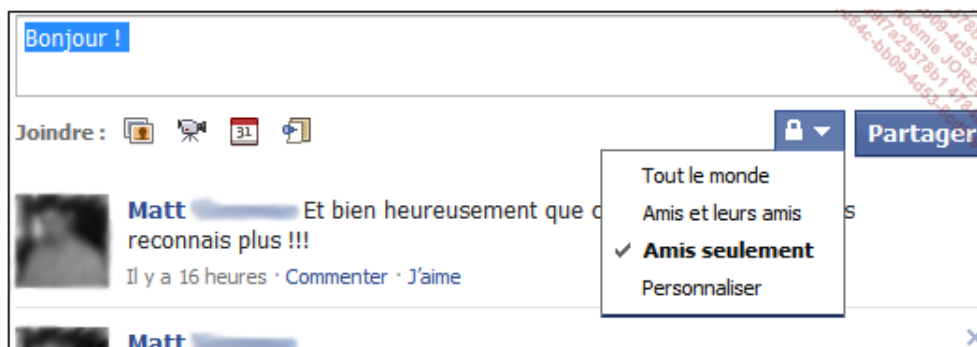 Bonjour !
Joindre :
31
Partager
Tout le monde
Amis et leurs amis
Amis seulement
Personnaliser
Matt Et bien heureusement que
reconnais plus !!!
Il y a 16 heures · Commenter · J'aime
Matt